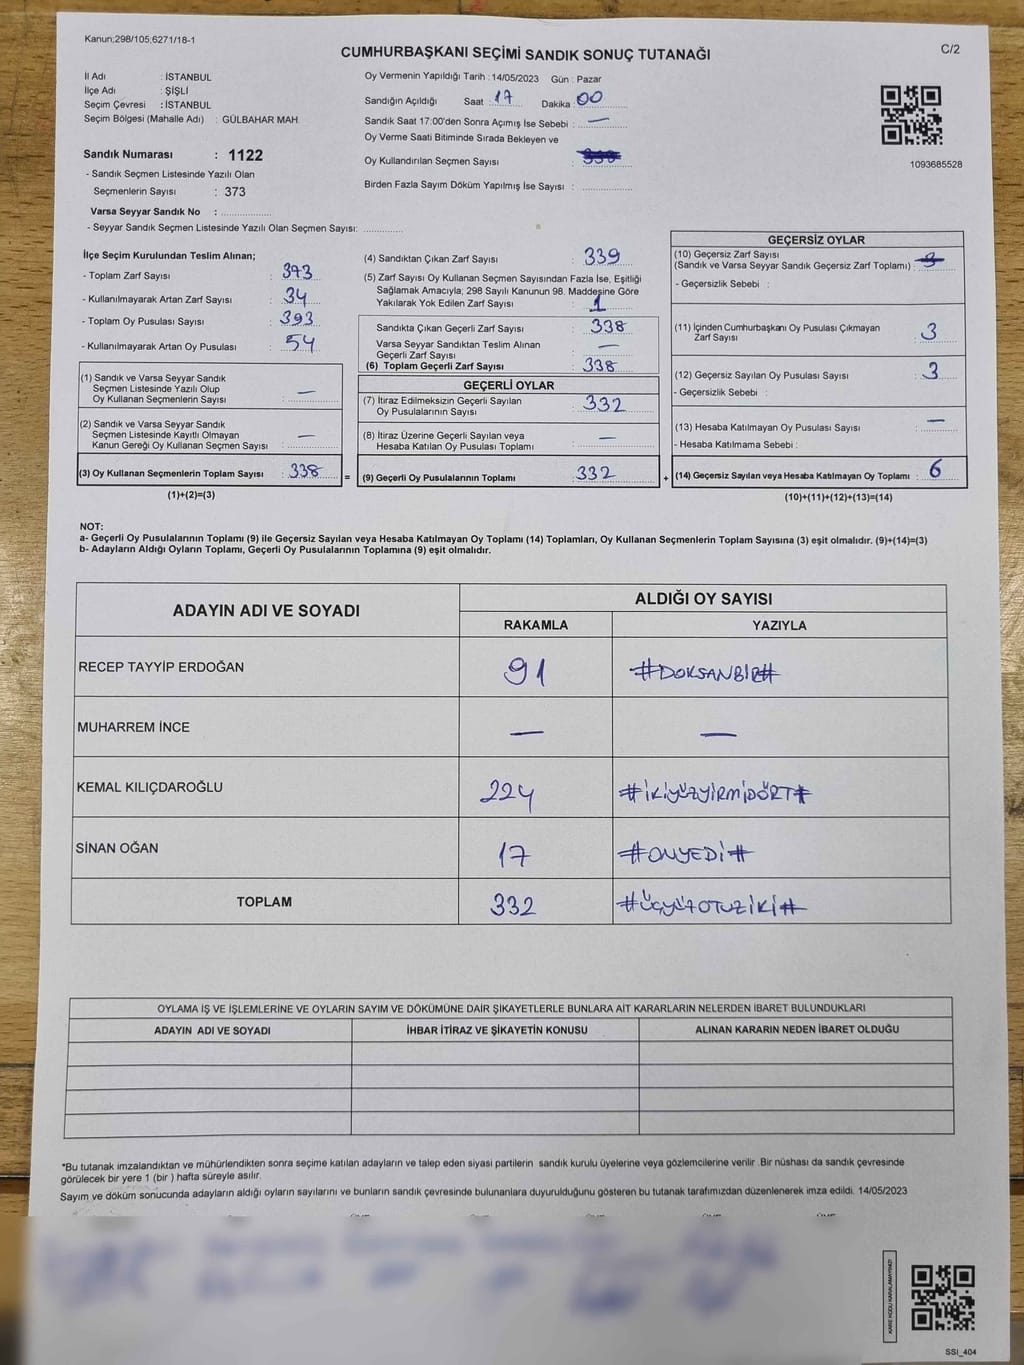 Kanun;298/105;6271/18-1
C/2
CUMHURBAŞKANI SEÇİMİ SANDIK SONUÇ TUTANAĞI
İl Adı : İSTANBUL
İlçe Adı : ŞİŞLİ
Seçim Çevresi : İSTANBUL
Seçim Bölgesi (Mahalle Adı) : GÜLBAHAR MAH.
Sandık Numarası : 1122
- Sandık Seçmen Listesinde Yazılı Olan
Seçmenlerin Sayısı : 373
Varsa Seyyar Sandık No :
- Seyyar Sandık Seçmen Listesinde Yazılı Olan Seçmen Sayısı:
Oy Vermenin Yapıldığı Tarih : 14/05/2023 Gün : Pazar
Sandığın Açıldığı Saat : 17 Dakika : 00
Sandık Saat 17:00'den Sonra Açımış İse Sebebi : —
Oy Verme Saati Bitiminde Sırada Bekleyen ve
Oy Kullandırılan Seçmen Sayısı :
Birden Fazla Sayım Döküm Yapılmış İse Sayısı :
1093685528
İlçe Seçim Kurulundan Teslim Alınan;
- Toplam Zarf Sayısı : 373
- Kullanılmayarak Artan Zarf Sayısı : 34
- Toplam Oy Pusulası Sayısı : 393
- Kullanılmayarak Artan Oy Pusulası : 54
(1) Sandık ve Varsa Seyyar Sandık
Seçmen Listesinde Yazılı Olup
Oy Kullanan Seçmenlerin Sayısı : —
(2) Sandık ve Varsa Seyyar Sandık
Seçmen Listesinde Kayıtlı Olmayan
Kanun Gereği Oy Kullanan Seçmen Sayısı : —
(3) Oy Kullanan Seçmenlerin Toplam Sayısı : 338 =
(1)+(2)=(3)
(4) Sandıktan Çıkan Zarf Sayısı : 339
(5) Zarf Sayısı Oy Kullanan Seçmen Sayısından Fazla İse, Eşitliği
Sağlamak Amacıyla; 298 Sayılı Kanunun 98. Maddesine Göre
Yakılarak Yok Edilen Zarf Sayısı : 1
Sandıkta Çıkan Geçerli Zarf Sayısı : 338
Varsa Seyyar Sandıktan Teslim Alınan
Geçerli Zarf Sayısı : —
(6) Toplam Geçerli Zarf Sayısı : 338
GEÇERLİ OYLAR
(7) İtiraz Edilmeksizin Geçerli Sayılan
Oy Pusulalarının Sayısı : 332
(8) İtiraz Üzerine Geçerli Sayılan veya
Hesaba Katılan Oy Pusulası Toplamı : —
(9) Geçerli Oy Pusulalarının Toplamı : 332 +
GEÇERSİZ OYLAR
(10) Geçersiz Zarf Sayısı
(Sandık ve Varsa Seyyar Sandık Geçersiz Zarf Toplamı) : 3
- Geçersizlik Sebebi :
(11) İçinden Cumhurbaşkanı Oy Pusulası Çıkmayan
Zarf Sayısı : 3
(12) Geçersiz Sayılan Oy Pusulası Sayısı : 3
- Geçersizlik Sebebi :
(13) Hesaba Katılmayan Oy Pusulası Sayısı : —
- Hesaba Katılmama Sebebi :
(14) Geçersiz Sayılan veya Hesaba Katılmayan Oy Toplamı : 6
(10)+(11)+(12)+(13)=(14)
NOT:
a- Geçerli Oy Pusulalarının Toplamı (9) ile Geçersiz Sayılan veya Hesaba Katılmayan Oy Toplamı (14) Toplamları, Oy Kullanan Seçmenlerin Toplam Sayısına (3) eşit olmalıdır. (9)+(14)=(3)
b- Adayların Aldığı Oyların Toplamı, Geçerli Oy Pusulalarının Toplamına (9) eşit olmalıdır.
ADAYIN ADI VE SOYADI
ALDIĞI OY SAYISI
RAKAMLA YAZIYLA
RECEP TAYYİP ERDOĞAN 91 #DOKSANBİR#
MUHARREM İNCE — —
KEMAL KILIÇDAROĞLU 224 #İKİYÜZYİRMİDÖRT#
SİNAN OĞAN 17 #ONYEDİ#
TOPLAM 332 #ÜÇYÜZOTUZİKİ#
OYLAMA İŞ VE İŞLEMLERİNE VE OYLARIN SAYIM VE DÖKÜMÜNE DAİR ŞİKAYETLERLE BUNLARA AİT KARARLARIN NELERDEN İBARET BULUNDUKLARI
ADAYIN ADI VE SOYADI İHBAR İTİRAZ VE ŞİKAYETİN KONUSU ALINAN KARARIN NEDEN İBARET OLDUĞU
*Bu tutanak imzalandıktan ve mühürlendikten sonra seçime katılan adayların ve talep eden siyasi partilerin sandık kurulu üyelerine veya gözlemcilerine verilir .Bir nüshası da sandık çevresinde
görülecek bir yere 1 (bir ) hafta süreyle asılır.
Sayım ve döküm sonucunda adayların aldığı oyların sayılarını ve bunların sandık çevresinde bulunanlara duyurulduğunu gösteren bu tutanak tarafımızdan düzenlenerek imza edildi. 14/05/2023
KARE KODU KARALAMAYINIZ!
SSİ_404